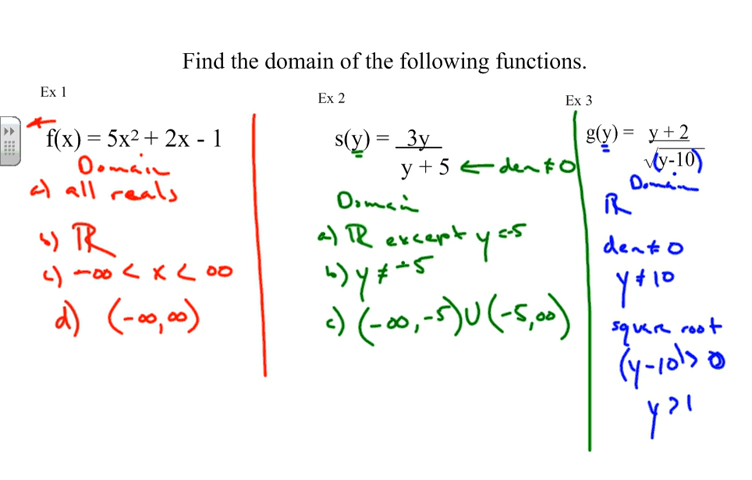 Find the domain of the following functions.
Ex 1
f(x) = 5x² + 2x - 1
Domain
a) all reals
b) ℝ
c) -∞ < x < ∞
d) (-∞,∞)
Ex 2
s(y) = 3y
y + 5 ← den ≠ 0
Domain
a) ℝ except y = -5
b) y ≠ -5
c) (-∞,-5)∪(-5,∞)
Ex 3
g(y) = y + 2
√(y-10)
Domain
ℝ
den ≠ 0
y ≠ 10
square root
(y-10) > 0
y > 1